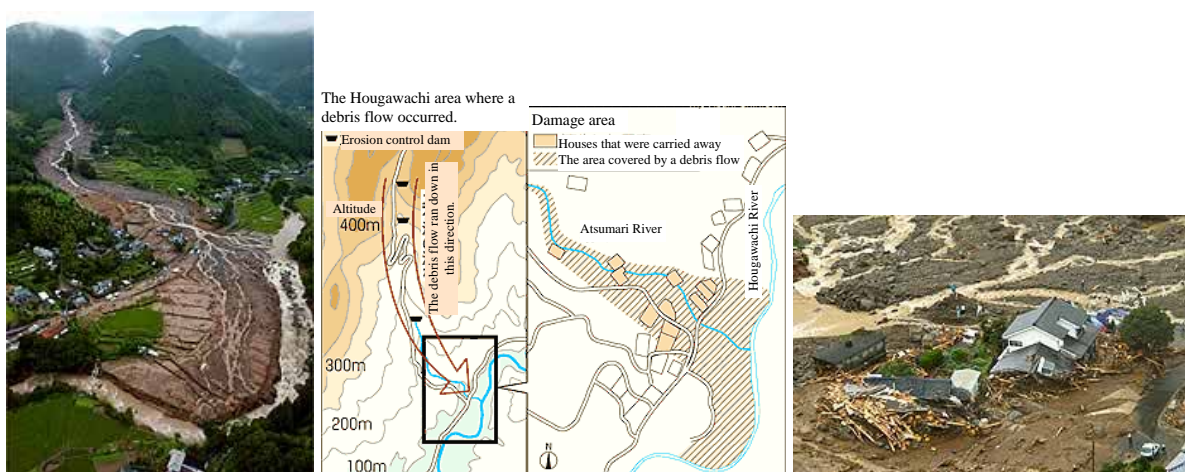 The Hougawachi area where a
debris flow occurred.
Erosion control dam
Altitude
400m
The debris flow ran down in
this direction.
300m
200m
100m
Damage area
Houses that were carried away
The area covered by a debris flow
Atsumari River
Hougawachi River
N